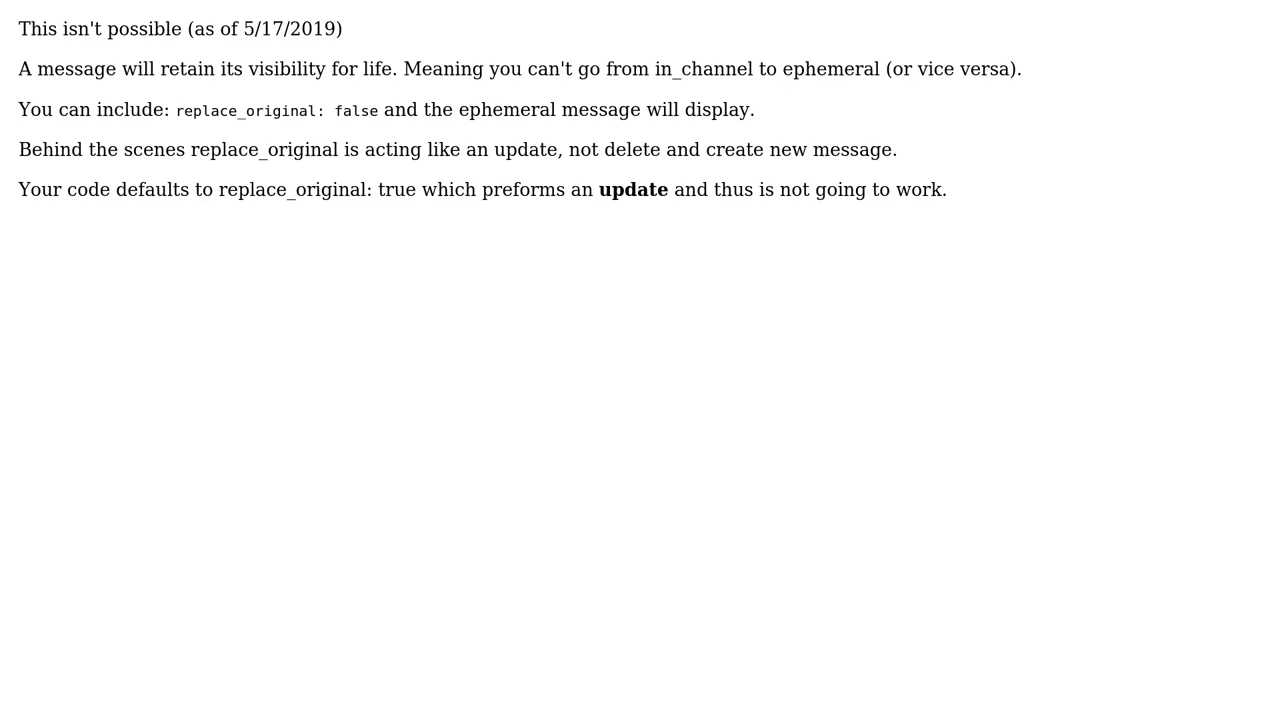 This isn't possible (as of 5/17/2019)
A message will retain its visibility for life. Meaning you can't go from in_channel to ephemeral (or vice versa).
You can include: replace_original: false and the ephemeral message will display.
Behind the scenes replace_original is acting like an update, not delete and create new message.
Your code defaults to replace_original: true which preforms an update and thus is not going to work.